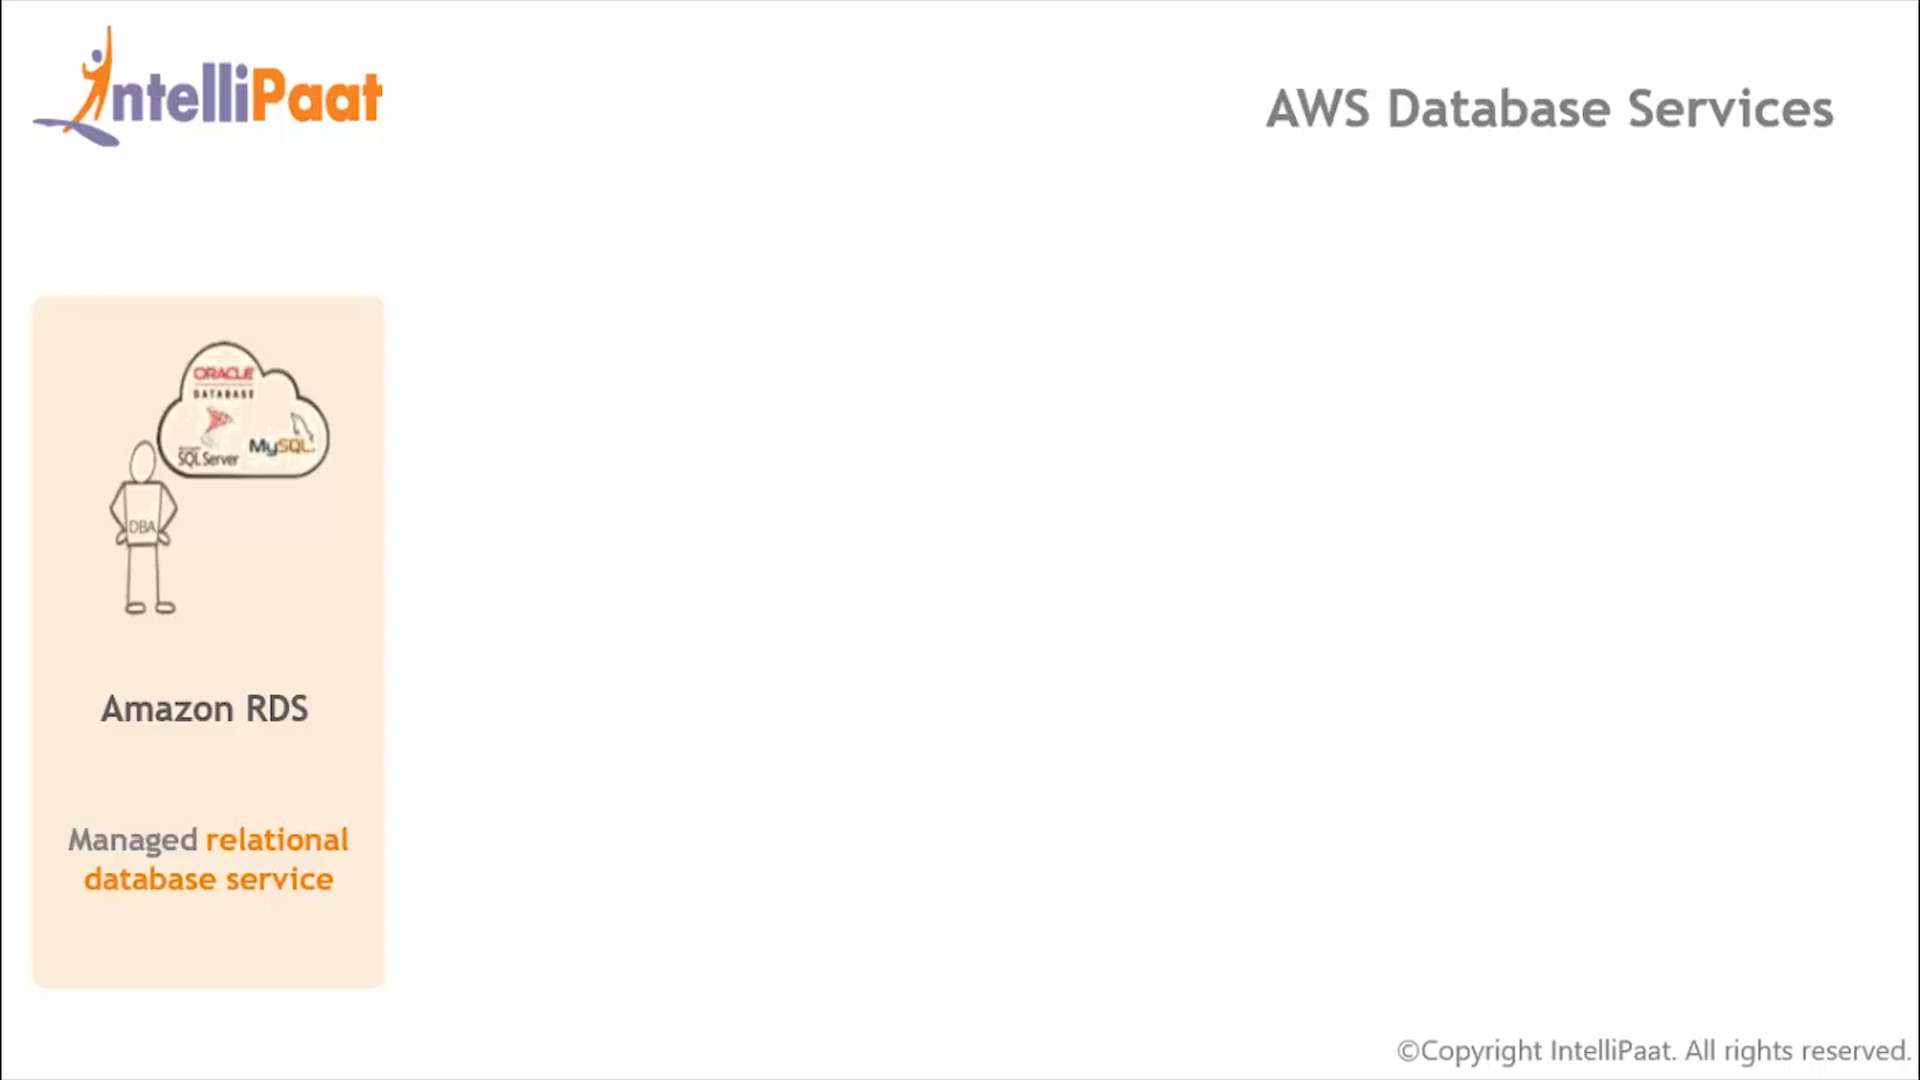 IntelliPaat
AWS Database Services
ORACLE
DATABASE
SQL Server
MySQL
DBA
Amazon RDS
Managed relational
database service
©Copyright IntelliPaat. All rights reserved.